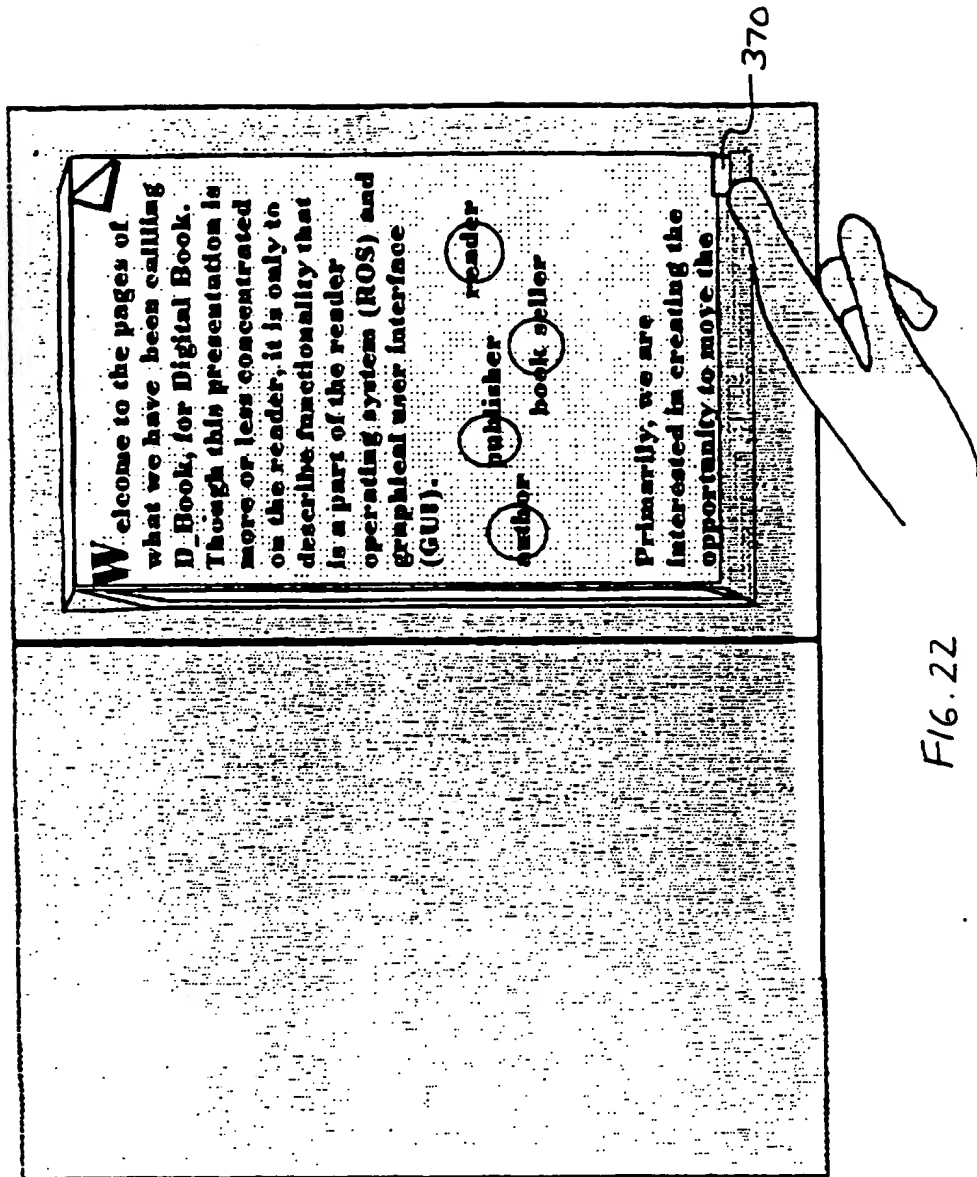 Welcome to the pages of
what we have been callling
D_Book, for Digital Book.
Though this presentation is
more or less concentrated
on the reader, it is only to
describe functionality that
is a part of the reader
operating system (ROS) and
graphical user interface
(GUI).
author publisher book seller reader
Primarily, we are
interested in creating the
opportunity to move the
370
FIG. 22